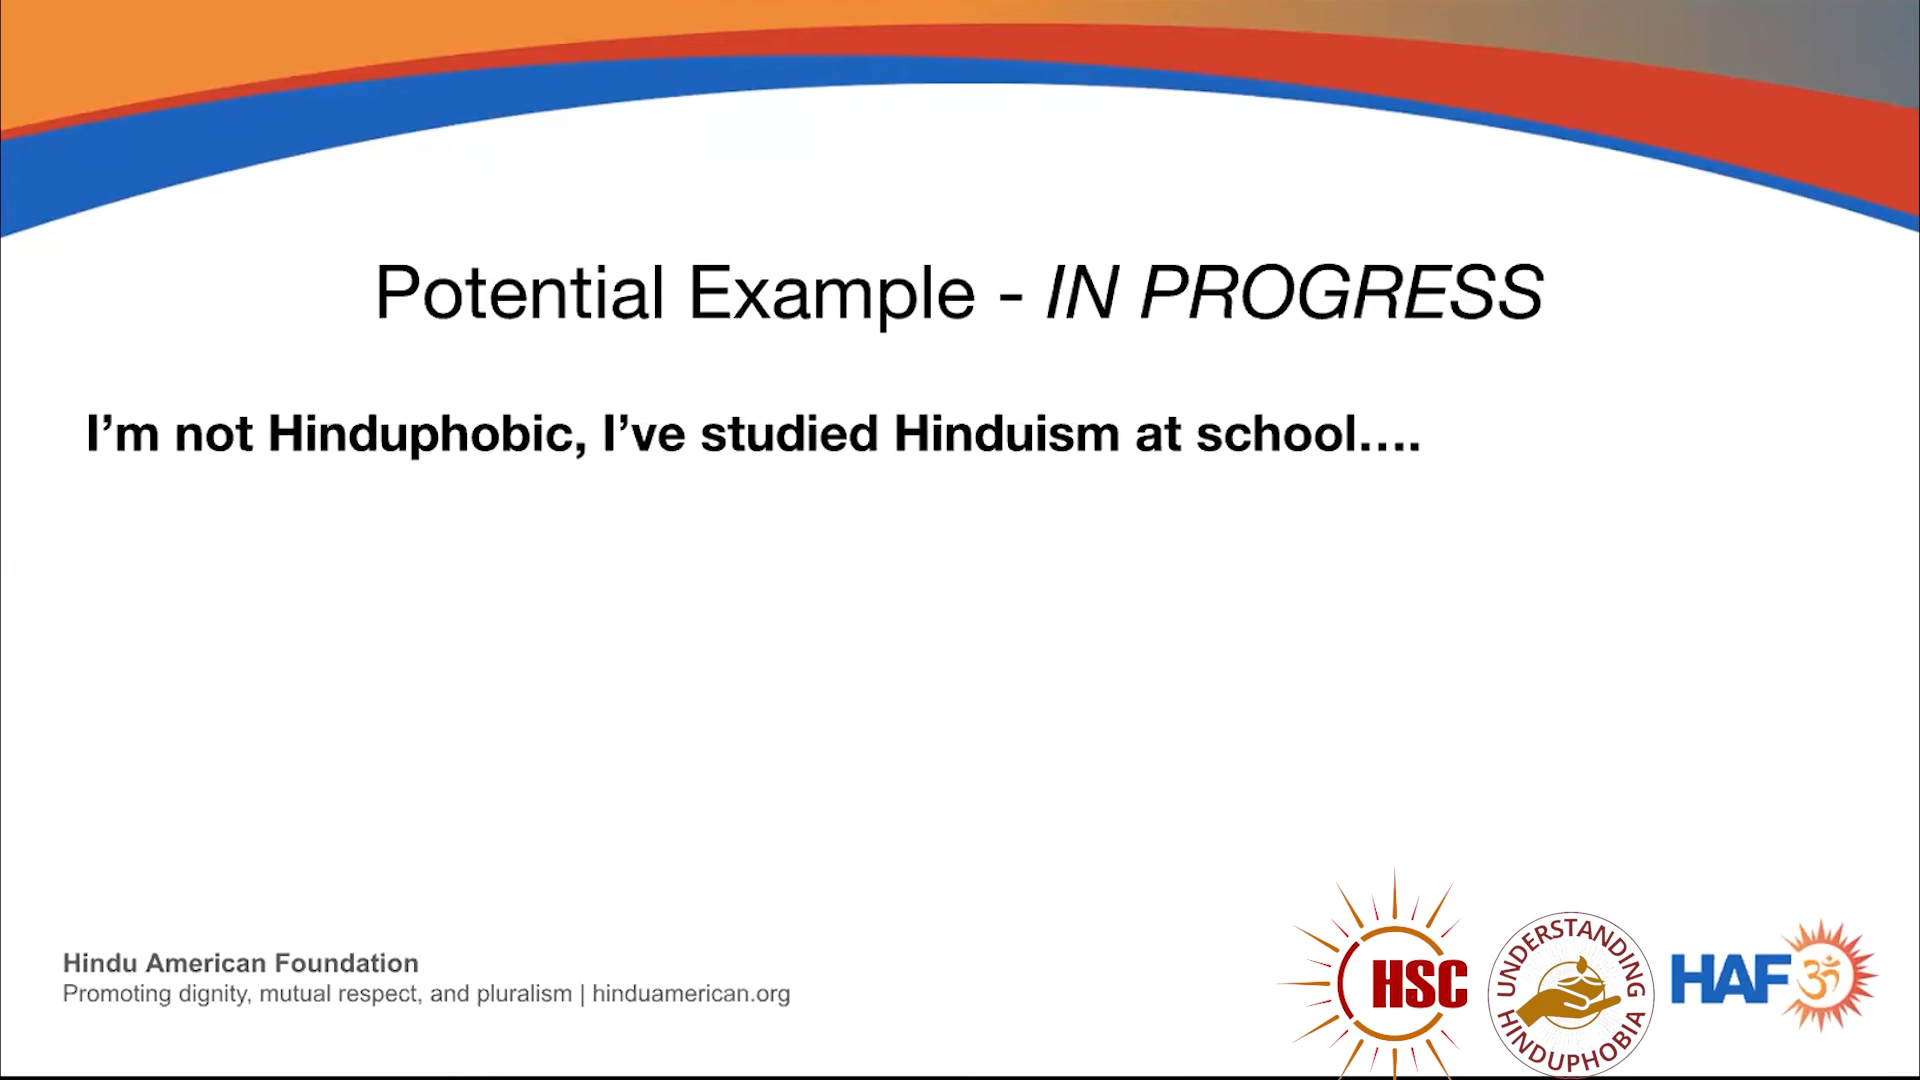 Potential Example - IN PROGRESS
I’m not Hinduphobic, I’ve studied Hinduism at school....
Hindu American Foundation
Promoting dignity, mutual respect, and pluralism | hinduamerican.org
HSC
UNDERSTANDING
HINDUPHOBIA
HAF
ॐ